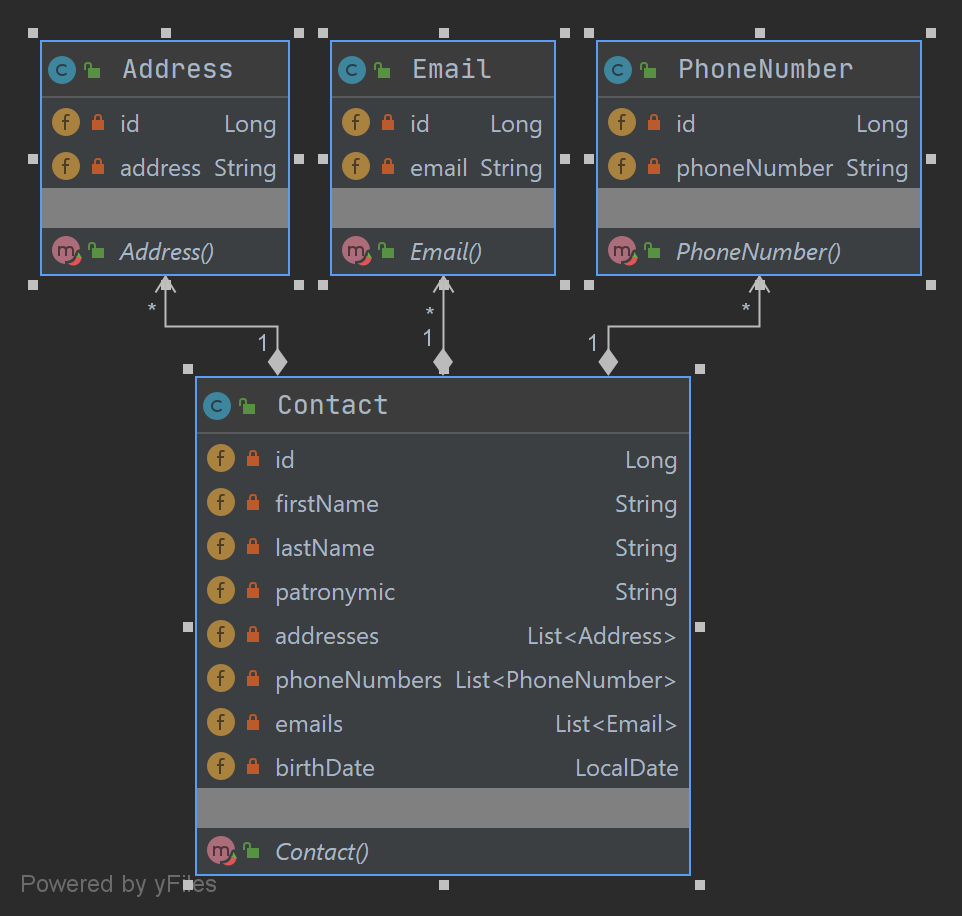 Address
id Long
address String
Address()
Email
id Long
email String
Email()
PhoneNumber
id Long
phoneNumber String
PhoneNumber()
*
1
*
1
*
1
Contact
id Long
firstName String
lastName String
patronymic String
addresses List<Address>
phoneNumbers List<PhoneNumber>
emails List<Email>
birthDate LocalDate
Contact()
Powered by yFiles